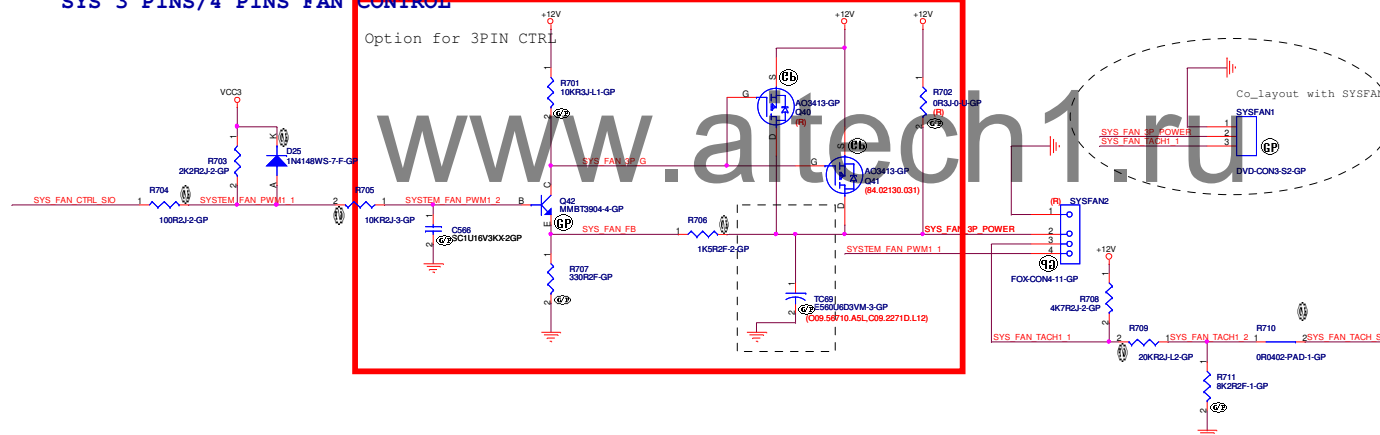 SYS 3 PINS/4 PINS FAN CONTROL
Option for 3PIN CTRL
www.aitech1.ru
+12V
+12V
+12V
VCC3
R701
10KR3J-L1-GP
AO3413-GP
Q40
(R)
R702
0R3J-0-U-GP
(R)
Co_layout with SYSFAN
SYSFAN1
SYS_FAN_3P_POWER
SYS_FAN_TACH1_1
1
2
3
DVD-CON3-S2-GP
R703
2K2R2J-2-GP
D25
1N4148WS-7-F-GP
SYS_FAN_3P_G
AO3413-GP
Q41
(84.02130.031)
SYS_FAN_CTRL_SIO
R704
100R2J-2-GP
SYSTEM_FAN_PWM1_1
R705
10KR2J-3-GP
SYSTEM_FAN_PWM1_2
C566
SC1U16V3KX-2GP
Q42
MMBT3904-4-GP
SYS_FAN_FB
R706
1K5R2F-2-GP
SYS_FAN_3P_POWER
SYSTEM_FAN_PWM1_1
(R)
SYSFAN2
1
2
3
4
FOX-CON4-11-GP
R707
330R2F-GP
TC69
E560U6D3VM-3-GP
(O09.56710.A5L,C09.2271D.L12)
+12V
R708
4K7R2J-2-GP
SYS_FAN_TACH1_1
R709
20KR2J-L2-GP
SYS_FAN_TACH1_2
R710
0R0402-PAD-1-GP
SYS_FAN_TACH_S
R711
8K2R2F-1-GP